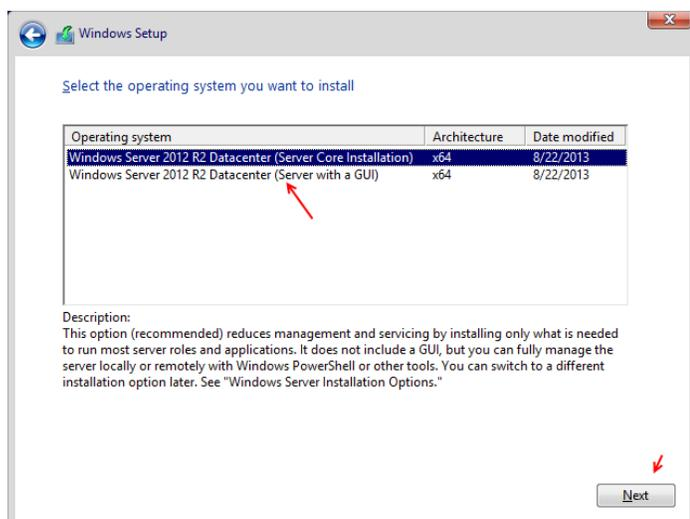 Windows Setup
Select the operating system you want to install
Operating system Architecture Date modified
Windows Server 2012 R2 Datacenter (Server Core Installation) x64 8/22/2013
Windows Server 2012 R2 Datacenter (Server with a GUI) x64 8/22/2013
Description:
This option (recommended) reduces management and servicing by installing only what is needed
to run most server roles and applications. It does not include a GUI, but you can fully manage the
server locally or remotely with Windows PowerShell or other tools. You can switch to a different
installation option later. See "Windows Server Installation Options."
Next